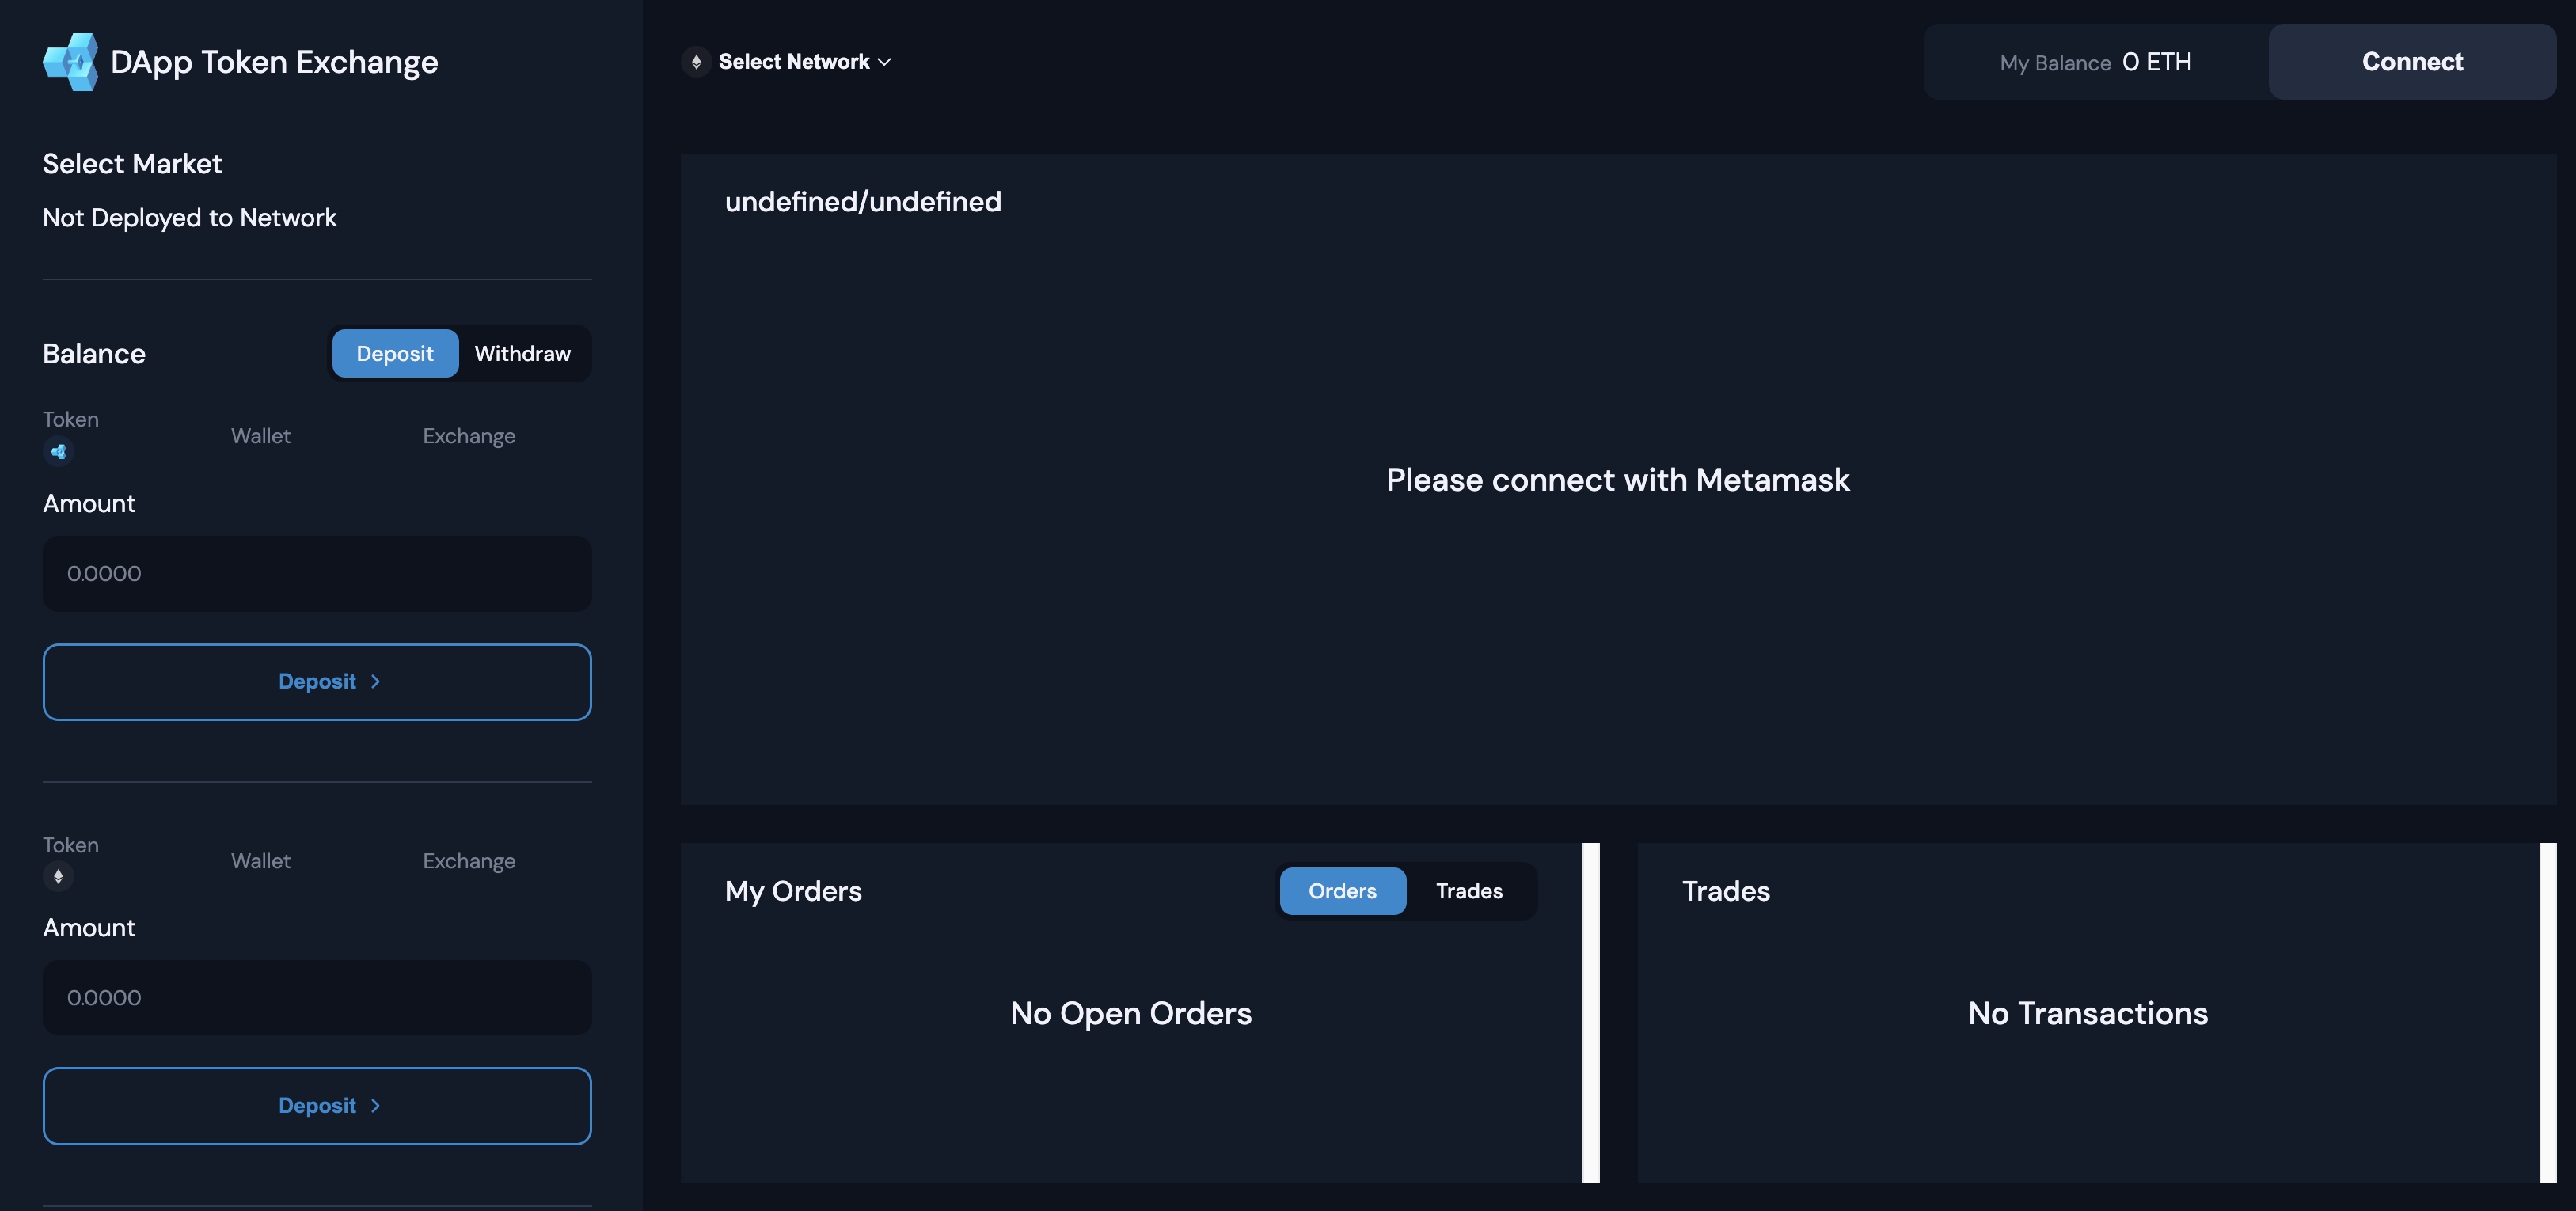 DApp Token Exchange
Select Market
Not Deployed to Network
Balance
Deposit Withdraw
Token Wallet Exchange
Amount
0.0000
Deposit
Token Wallet Exchange
Amount
0.0000
Deposit
Select Network
My Balance 0 ETH
Connect
undefined/undefined
Please connect with Metamask
My Orders
Orders Trades
No Open Orders
Trades
No Transactions